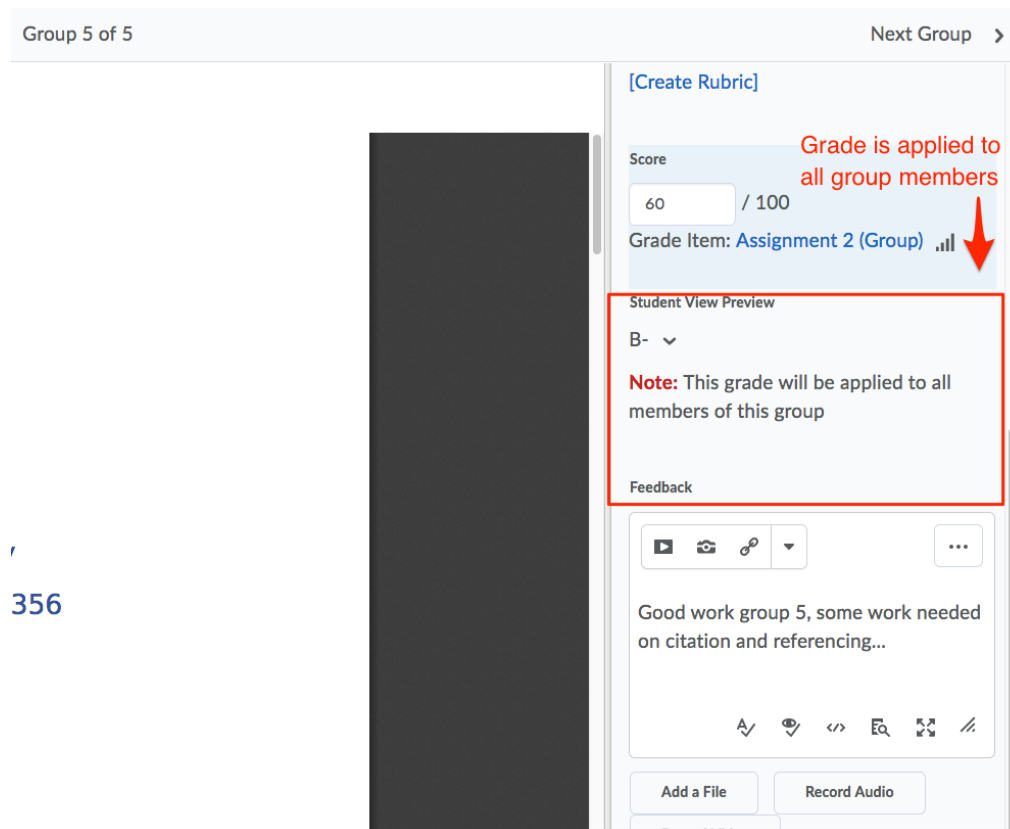 Group 5 of 5
Next Group
[Create Rubric]
Grade is applied to
all group members
Score
60 / 100
Grade Item: Assignment 2 (Group)
Student View Preview
B-
Note: This grade will be applied to all
members of this group
Feedback
356
Good work group 5, some work needed
on citation and referencing...
Add a File
Record Audio